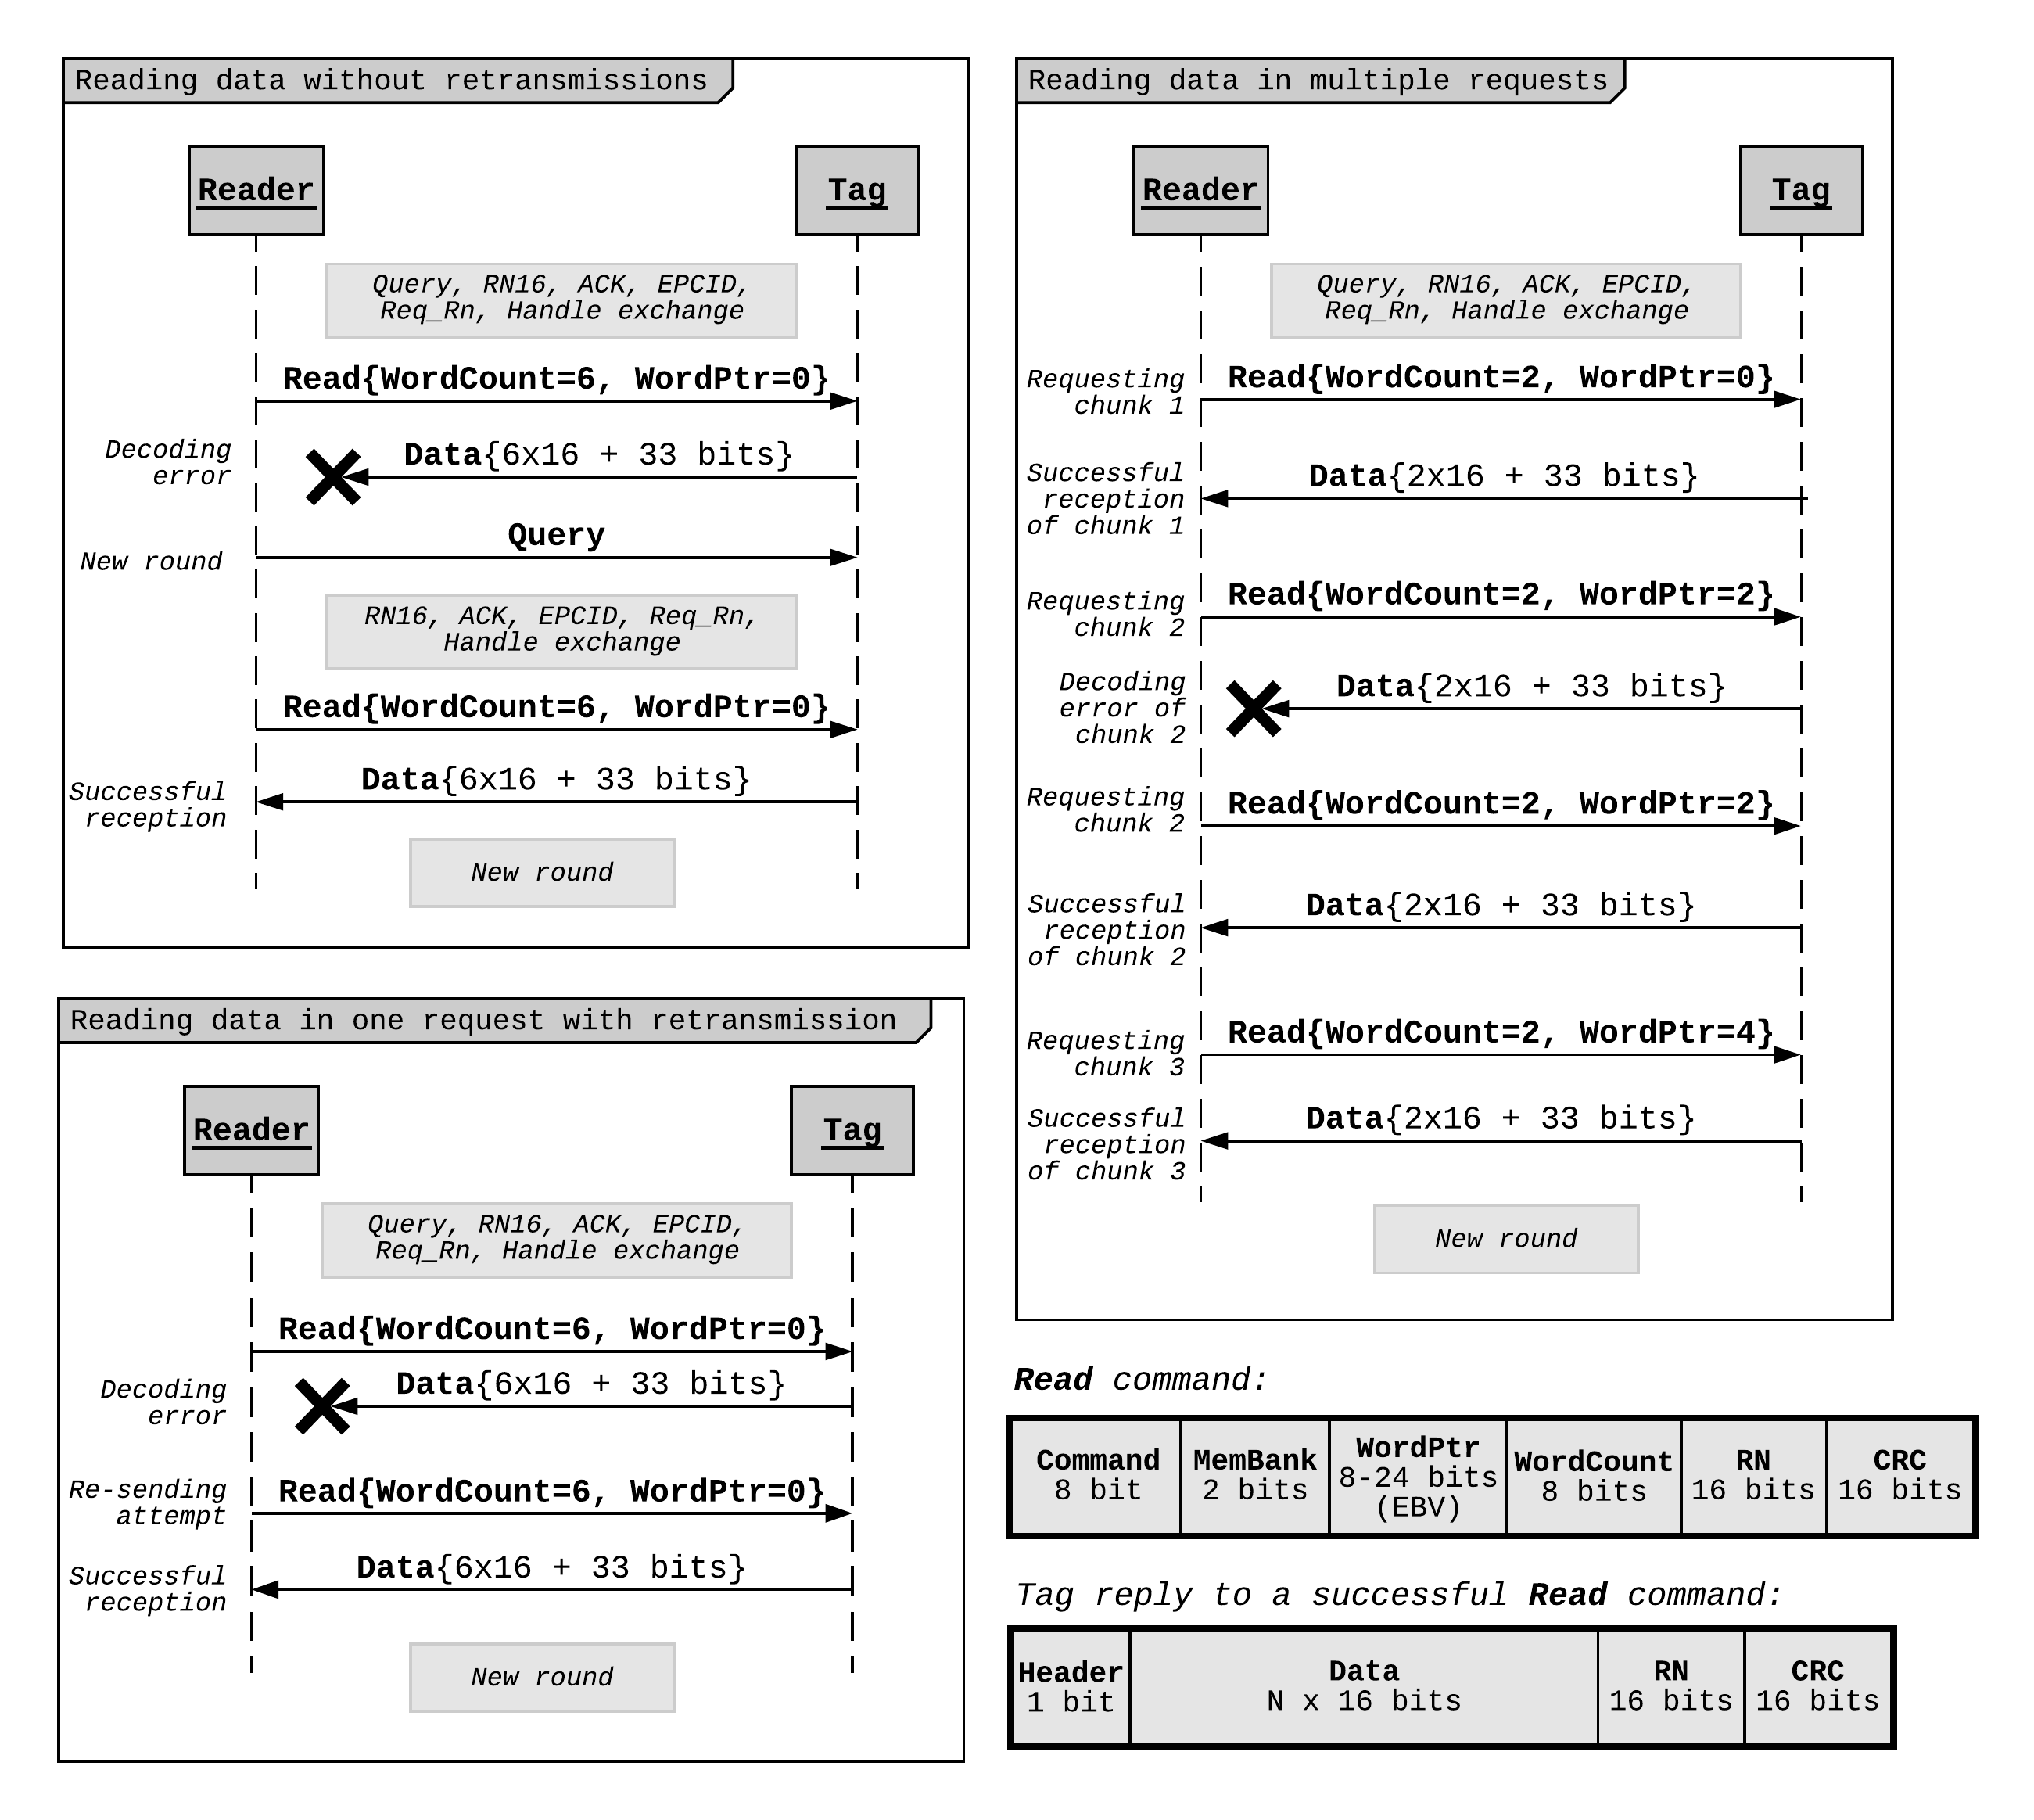 Reading data without retransmissions
Reader
Tag
Query, RN16, ACK, EPCID,
Req_Rn, Handle exchange
Read{WordCount=6, WordPtr=0}
Decoding
error
Data{6x16 + 33 bits}
Query
New round
RN16, ACK, EPCID, Req_Rn,
Handle exchange
Read{WordCount=6, WordPtr=0}
Data{6x16 + 33 bits}
Successful
reception
New round
Reading data in one request with retransmission
Reader
Tag
Query, RN16, ACK, EPCID,
Req_Rn, Handle exchange
Read{WordCount=6, WordPtr=0}
Decoding
error
Data{6x16 + 33 bits}
Re-sending
attempt
Read{WordCount=6, WordPtr=0}
Successful
reception
Data{6x16 + 33 bits}
New round
Reading data in multiple requests
Reader
Tag
Query, RN16, ACK, EPCID,
Req_Rn, Handle exchange
Requesting
chunk 1
Read{WordCount=2, WordPtr=0}
Successful
reception
of chunk 1
Data{2x16 + 33 bits}
Requesting
chunk 2
Read{WordCount=2, WordPtr=2}
Decoding
error of
chunk 2
Data{2x16 + 33 bits}
Requesting
chunk 2
Read{WordCount=2, WordPtr=2}
Successful
reception
of chunk 2
Data{2x16 + 33 bits}
Requesting
chunk 3
Read{WordCount=2, WordPtr=4}
Successful
reception
of chunk 3
Data{2x16 + 33 bits}
New round
Read command:
Command
8 bit
MemBank
2 bits
WordPtr
8-24 bits
(EBV)
WordCount
8 bits
RN
16 bits
CRC
16 bits
Tag reply to a successful Read command:
Header
1 bit
Data
N x 16 bits
RN
16 bits
CRC
16 bits